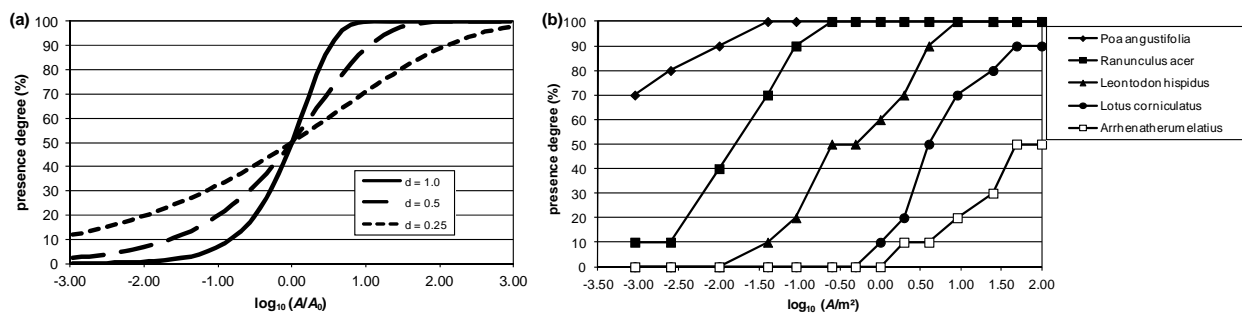 (a)
presence degree (%)
100
90
80
70
60
50
40
30
20
10
0
-3.00 -2.00 -1.00 0.00 1.00 2.00 3.00
log₁₀ (A/A₀)
d = 1.0
d = 0.5
d = 0.25
(b)
presence degree (%)
100
90
80
70
60
50
40
30
20
10
0
-3.50 -3.00 -2.50 -2.00 -1.50 -1.00 -0.50 0.00 0.50 1.00 1.50 2.00
log₁₀ (A/m²)
Poa angustifolia
Ranunculus acer
Leontodon hispidus
Lotus corniculatus
Arrhenatherum elatius